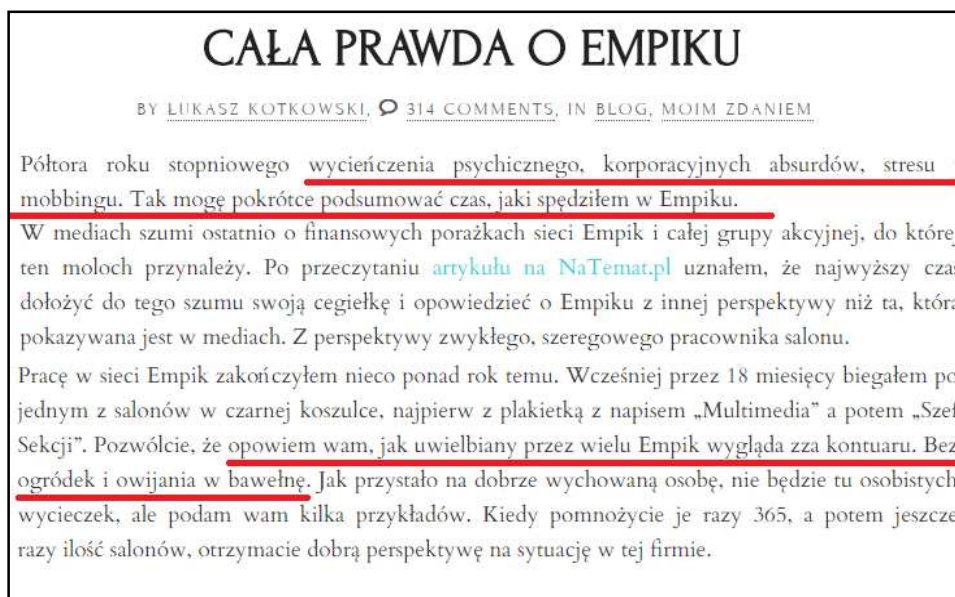 CAŁA PRAWDA O EMPIKU
BY ŁUKASZ KOTKOWSKI, 314 COMMENTS, IN BLOG, MOIM ZDANIEM
Półtora roku stopniowego wycieńczenia psychicznego, korporacyjnych absurdów, stresu
mobbingu. Tak mogę pokrótce podsumować czas, jaki spędziłem w Empiku.
W mediach szumi ostatnio o finansowych porażkach sieci Empik i całej grupy akcyjnej, do której
ten moloch przynależy. Po przeczytaniu artykułu na NaTemat.pl uznałem, że najwyższy czas
dołożyć do tego szumu swoją cegiełkę i opowiedzieć o Empiku z innej perspektywy niż ta, która
pokazywana jest w mediach. Z perspektywy zwykłego, szeregowego pracownika salonu.
Pracę w sieci Empik zakończyłem nieco ponad rok temu. Wcześniej przez 18 miesięcy biegałem po
jednym z salonów w czarnej koszulce, najpierw z plakietką z napisem „Multimedia” a potem „Szef
Sekcji”. Pozwólcie, że opowiem wam, jak uwielbiany przez wielu Empik wygląda zza kontuaru. Bez
ogródek i owijania w bawełnę. Jak przystało na dobrze wychowaną osobę, nie będzie tu osobistych
wycieczek, ale podam wam kilka przykładów. Kiedy pomnożycie je razy 365, a potem jeszcze
razy ilość salonów, otrzymacie dobrą perspektywę na sytuację w tej firmie.